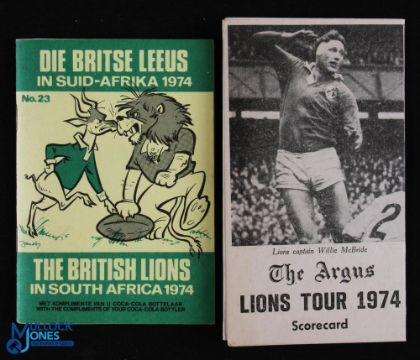 DIE BRITSE LEEUS
IN SUID-AFRIKA 1974
No.23
THE BRITISH LIONS
IN SOUTH AFRICA 1974
MET KOMPLIMENTE VAN U COCA-COLA BOTTELAAR
WITH THE COMPLIMENTS OF YOUR COCA-COLA BOTTLER
2
Lions captain Willie McBride
The Argus
LIONS TOUR 1974
Scorecard
MULLOCK
JONES